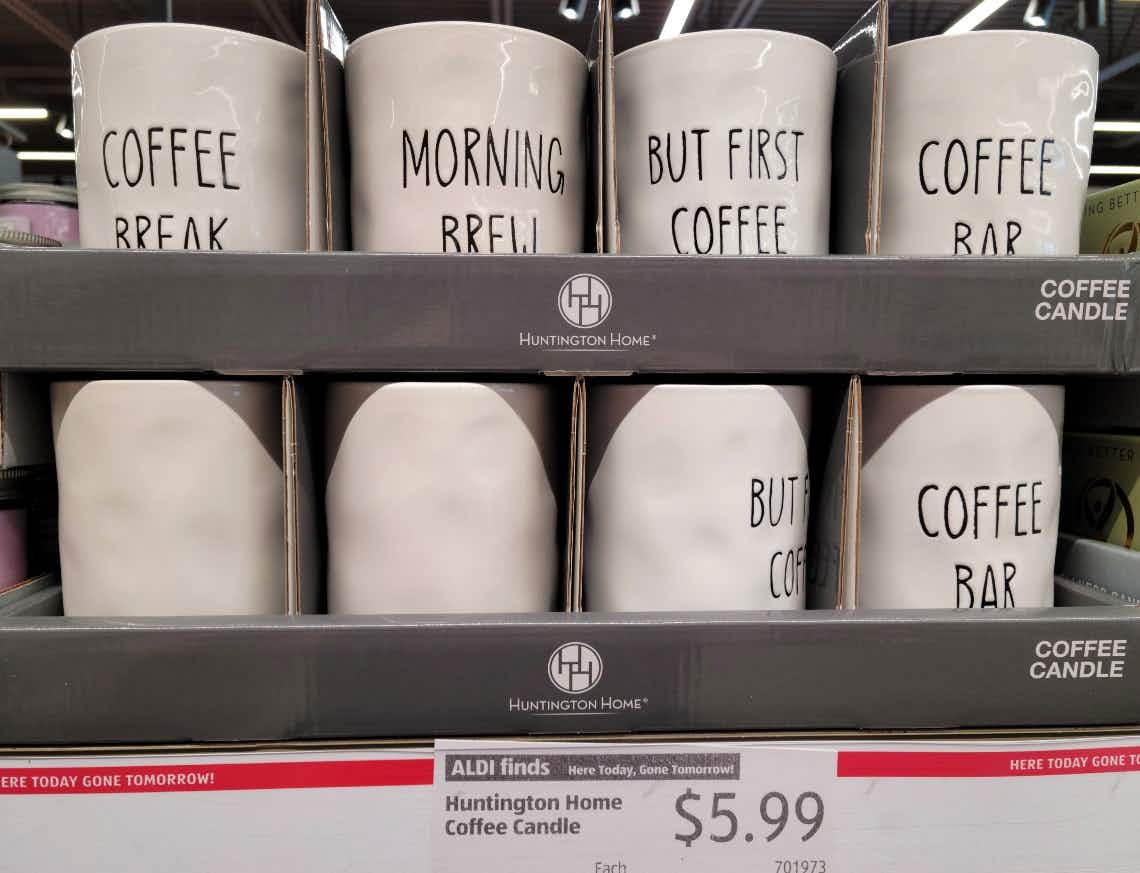 COFFEE
BREAK
MORNING
BREW
BUT FIRST
COFFEE
COFFEE
BAR
COFFEE
CANDLE
HUNTINGTON HOME®
BUT
COFFEE
BAR
COFFEE
CANDLE
HUNTINGTON HOME®
ERE TODAY GONE TOMORROW!
ALDI finds Here Today, Gone Tomorrow!
HERE TODAY GONE
Huntington Home
Coffee Candle
$5.99
Each 701973